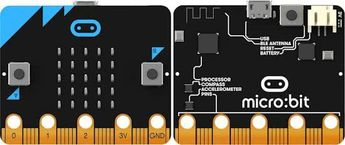 0 1 2 3V GND
USB
BLE ANTENNA
RESET
BATTERY
PROCESSOR
COMPASS
ACCELEROMETER
PINS
micro:bit